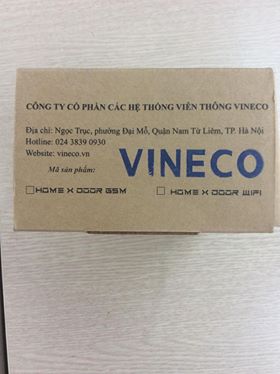 CÔNG TY CỔ PHẦN CÁC HỆ THỐNG VIỄN THÔNG VINECO
Địa chỉ: Ngọc Trục, phường Đại Mỗ, Quận Nam Từ Liêm, TP. Hà Nội
Hotline: 024 3839 0930
Website: vineco.vn
Mã sản phẩm:
VINECO
HOME X DOOR GSM
HOME X DOOR WIFI